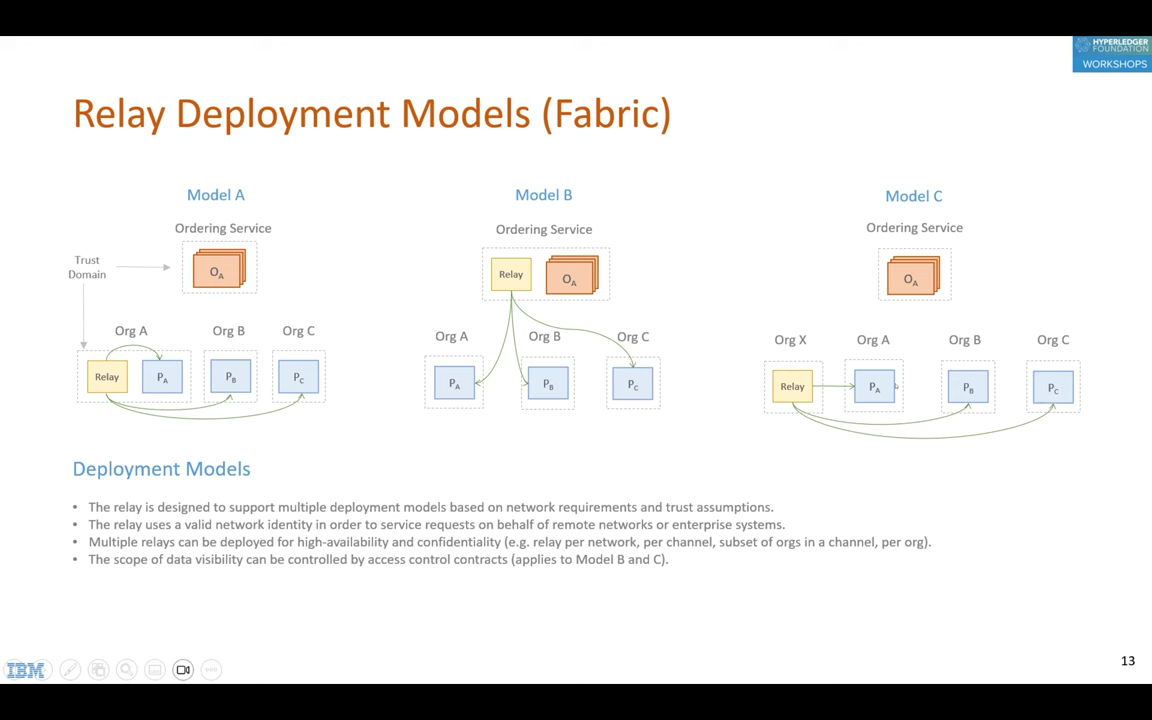 HYPERLEDGER
FOUNDATION
WORKSHOPS
Relay Deployment Models (Fabric)
Model A
Ordering Service
Trust
Domain
OA
Org A
Org B
Org C
Relay
PA
PB
PC
Model B
Ordering Service
Relay
OA
Org A
Org B
Org C
PA
PB
PC
Model C
Ordering Service
OA
Org X
Org A
Org B
Org C
Relay
PA
PB
PC
Deployment Models
• The relay is designed to support multiple deployment models based on network requirements and trust assumptions.
• The relay uses a valid network identity in order to service requests on behalf of remote networks or enterprise systems.
• Multiple relays can be deployed for high-availability and confidentiality (e.g. relay per network, per channel, subset of orgs in a channel, per org).
• The scope of data visibility can be controlled by access control contracts (applies to Model B and C).
IBM
13